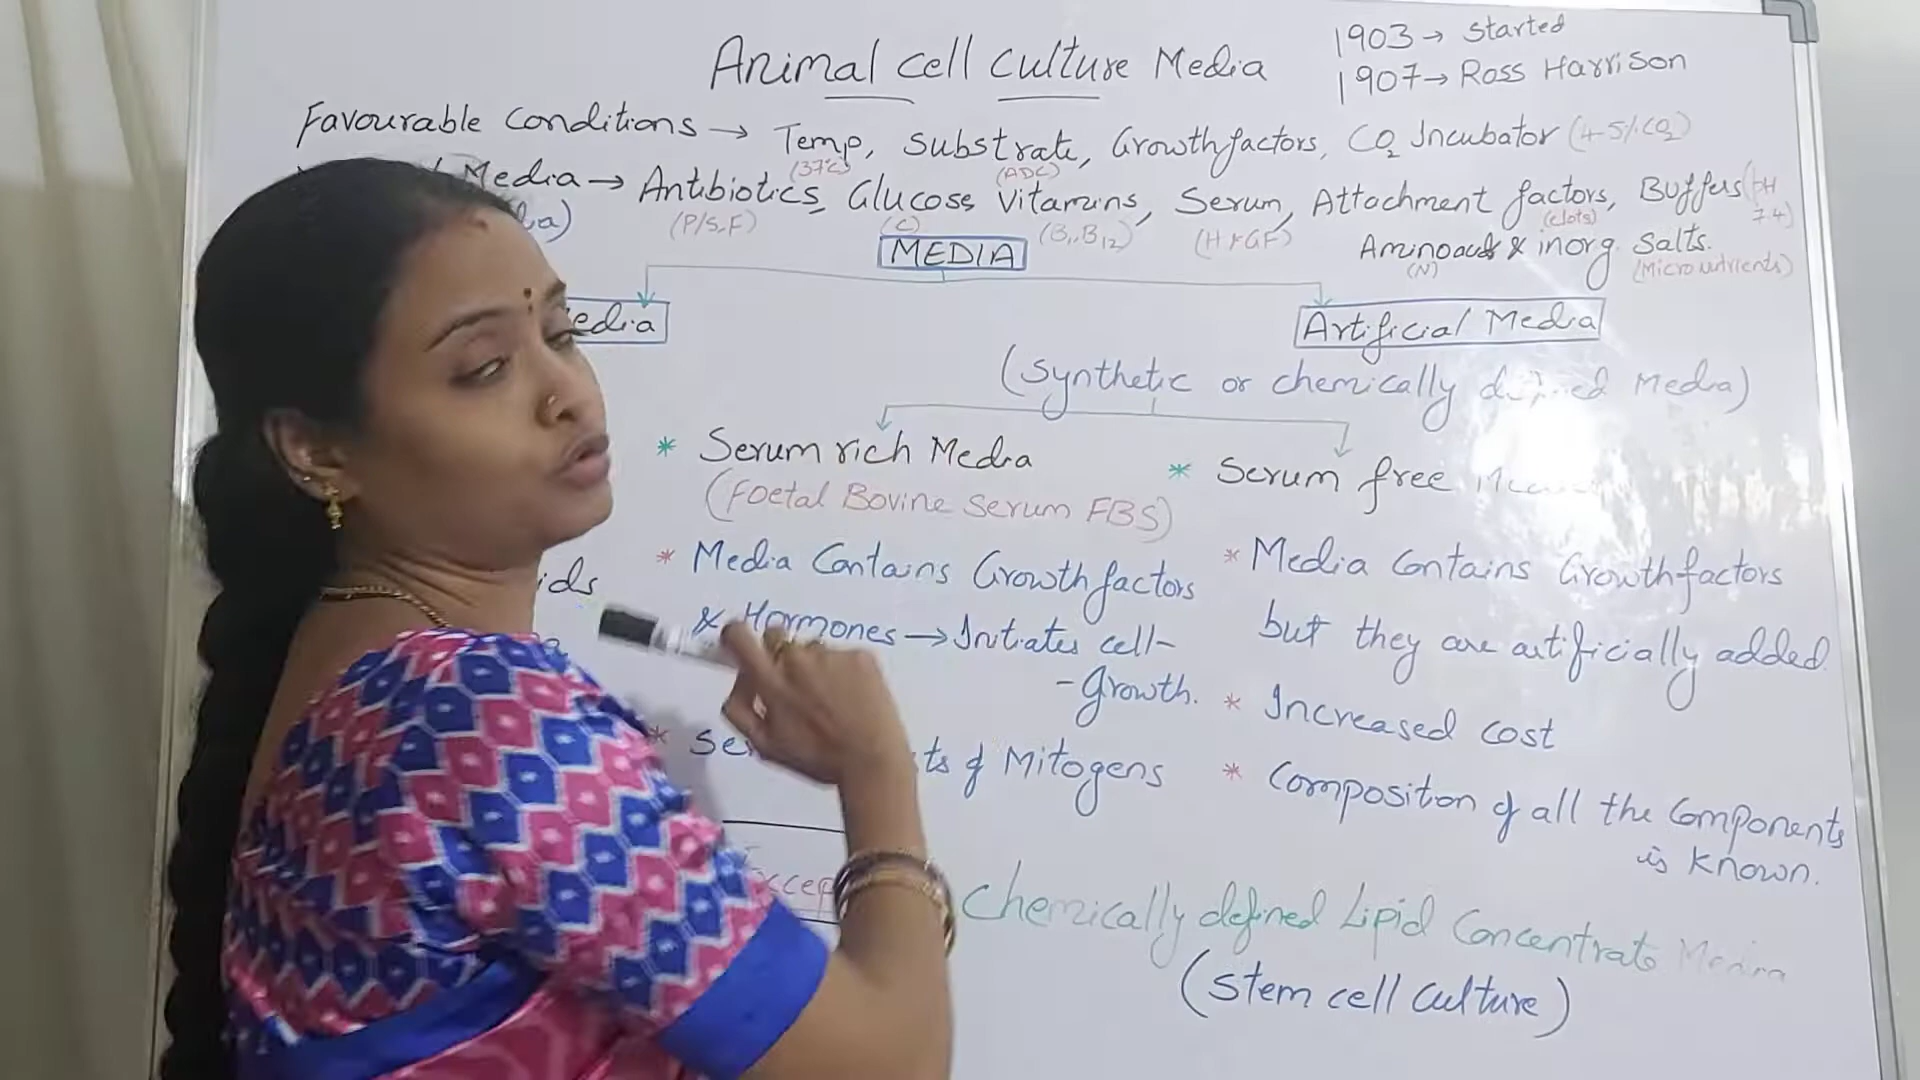 Animal cell culture Media
1903 → started
1907 → Ross Harrison
Favourable conditions → Temp, substrate, Growthfactors, CO2 Incubator (4-5% CO2)
(37°C) (ADC)
Media → Antibiotics, Glucose, Vitamins, Serum, Attachment factors, Buffers (pH 7.4)
(P/S, F) (C) (B1, B12) (H & GF) (clots)
Aminoacids & inorg. salts.
(N) (Micronutrients)
MEDIA
edia
Artificial Media
(synthetic or chemically defined Media)
* Serum rich Media
(Foetal Bovine Serum FBS)
* Media Contains Growthfactors
& Hormones → Initiates cell-
- growth.
ts of Mitogens
* Serum free
* Media contains Growthfactors
but they are artificially added.
* Increased cost
* Composition of all the components
is known.
ids
Chemically defined Lipid Concentrate Media
(stem cell culture)